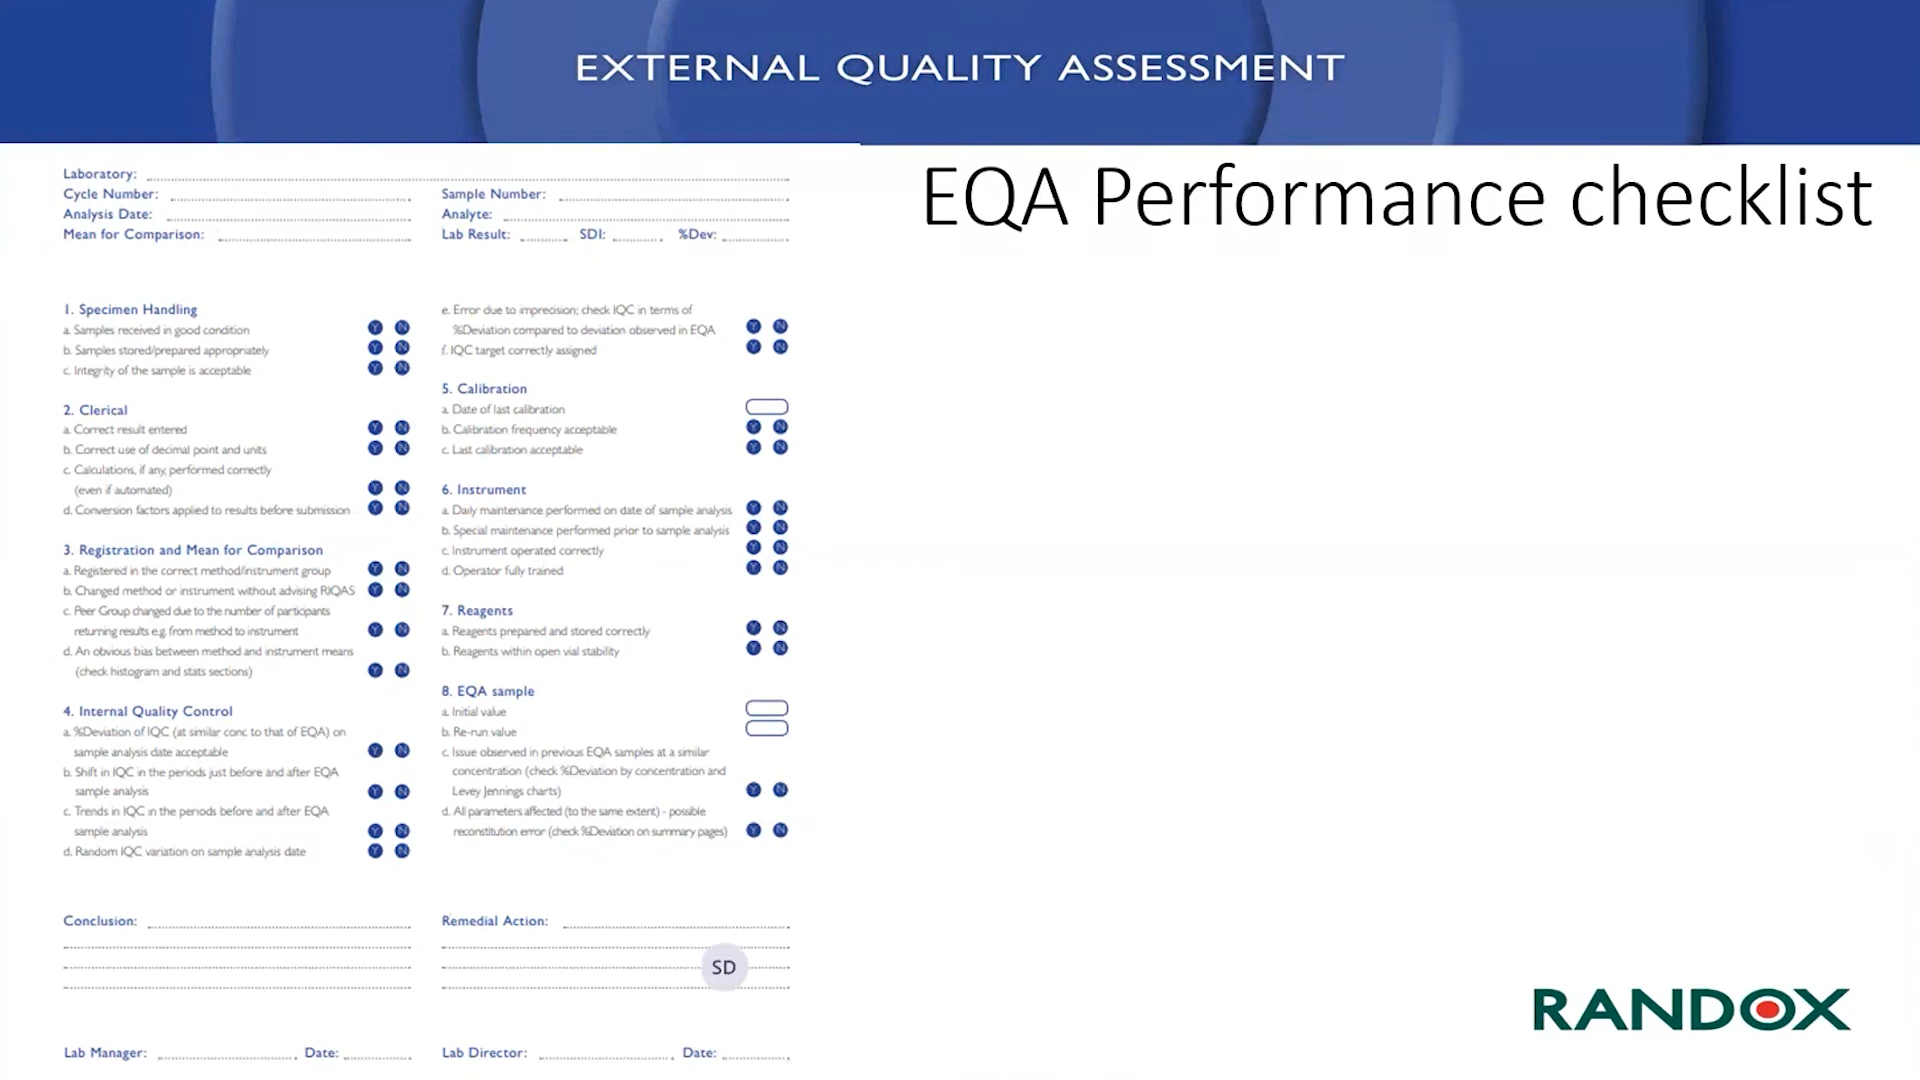 EXTERNAL QUALITY ASSESSMENT
EQA Performance checklist
Laboratory:
Cycle Number:
Analysis Date:
Mean for Comparison:
Sample Number:
Analyte:
Lab Result: SDI: %Dev:
1. Specimen Handling
a. Samples received in good condition Y N
b. Samples stored/prepared appropriately Y N
c. Integrity of the sample is acceptable Y N
2. Clerical
a. Correct result entered Y N
b. Correct use of decimal point and units Y N
c. Calculations, if any, performed correctly
(even if automated) Y N
d. Conversion factors applied to results before submission Y N
3. Registration and Mean for Comparison
a. Registered in the correct method/instrument group Y N
b. Changed method or instrument without advising RIQAS Y N
c. Peer Group changed due to the number of participants
returning results e.g. from method to instrument Y N
d. An obvious bias between method and instrument means
(check histogram and stats sections) Y N
4. Internal Quality Control
a. %Deviation of IQC (at similar conc to that of EQA) on
sample analysis date acceptable Y N
b. Shift in IQC in the periods just before and after EQA
sample analysis Y N
c. Trends in IQC in the periods before and after EQA
sample analysis Y N
d. Random IQC variation on sample analysis date Y N
e. Error due to imprecision; check IQC in terms of
%Deviation compared to deviation observed in EQA Y N
f. IQC target correctly assigned Y N
5. Calibration
a. Date of last calibration
b. Calibration frequency acceptable Y N
c. Last calibration acceptable Y N
6. Instrument
a. Daily maintenance performed on date of sample analysis Y N
b. Special maintenance performed prior to sample analysis Y N
c. Instrument operated correctly Y N
d. Operator fully trained Y N
7. Reagents
a. Reagents prepared and stored correctly Y N
b. Reagents within open vial stability Y N
8. EQA sample
a. Initial value
b. Re-run value
c. Issue observed in previous EQA samples at a similar
concentration (check %Deviation by concentration and
Levey Jennings charts) Y N
d. All parameters affected (to the same extent) - possible
reconstitution error (check %Deviation on summary pages) Y N
Conclusion:
Remedial Action:
SD
Lab Manager: Date:
Lab Director: Date:
RANDOX